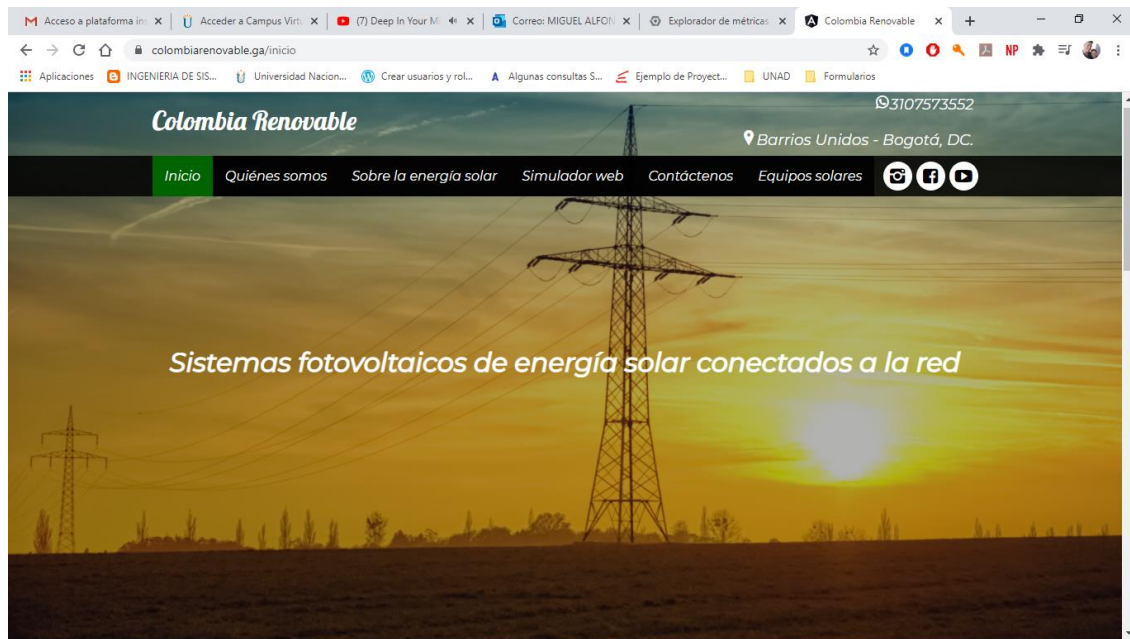 Acceso a plataforma in
Acceder a Campus Virtu
(7) Deep In Your Mi
Correo: MIGUEL ALFON
Explorador de métricas
Colombia Renovable
colombiarenovable.ga/inicio
Aplicaciones
INGENIERIA DE SIS...
Universidad Nacion...
Crear usuarios y rol...
Algunas consultas S...
Ejemplo de Proyect...
UNAD
Formularios
NP
Colombia Renovable
3107573552
Barrios Unidos - Bogotá, DC.
Inicio Quiénes somos Sobre la energía solar Simulador web Contáctenos Equipos solares
Sistemas fotovoltaicos de energía solar conectados a la red